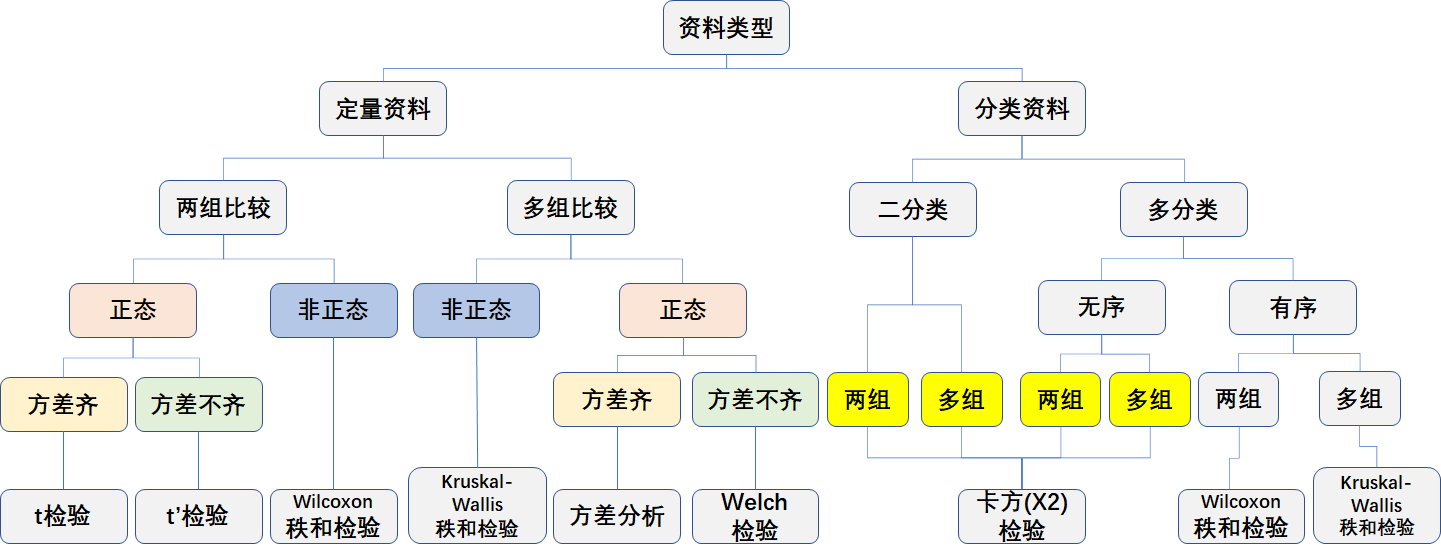 资料类型
定量资料
分类资料
两组比较
多组比较
二分类
多分类
正态
非正态
非正态
正态
无序
有序
方差齐
方差不齐
方差齐
方差不齐
两组
多组
两组
多组
两组
多组
t检验
t’检验
Wilcoxon
秩和检验
Kruskal-
Wallis
秩和检验
方差分析
Welch
检验
卡方(X2)
检验
Wilcoxon
秩和检验
Kruskal-
Wallis
秩和检验